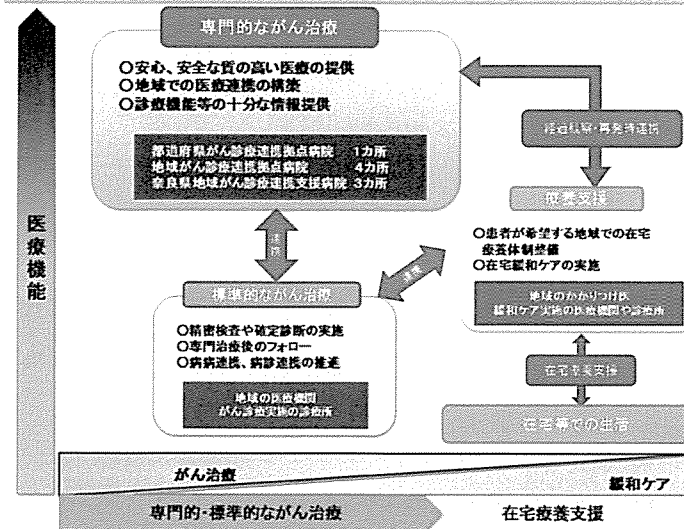 専門的ながん治療
○安心、安全な質の高い医療の提供
○地域での医療連携の構築
○診療機能等の十分な情報提供
都道府県がん診療連携拠点病院 1カ所
地域がん診療連携拠点病院 4カ所
奈良県地域がん診療連携支援病院 3カ所
経過観察・再発時連携
療養支援
医療機能
連携
○患者が希望する地域での在宅
療養体制整備
○在宅緩和ケアの実施
連携
標準的ながん治療
地域のかかりつけ医
緩和ケア実施の医療機関や診療所
○精密検査や確定診断の実施
○専門治療後のフォロー
○病病連携、病診連携の推進
在宅療養支援
地域の医療機関
がん診療実施の診療所
在宅等での生活
がん治療
緩和ケア
専門的・標準的ながん治療
在宅療養支援